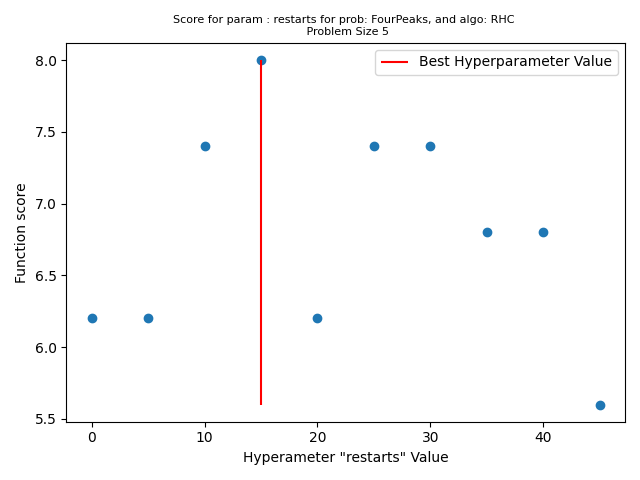 Score for param : restarts for prob: FourPeaks, and algo: RHC
Problem Size 5
Best Hyperparameter Value
8.0
7.5
7.0
6.5
6.0
5.5
Function score
0
10
20
30
40
Hyperameter "restarts" Value